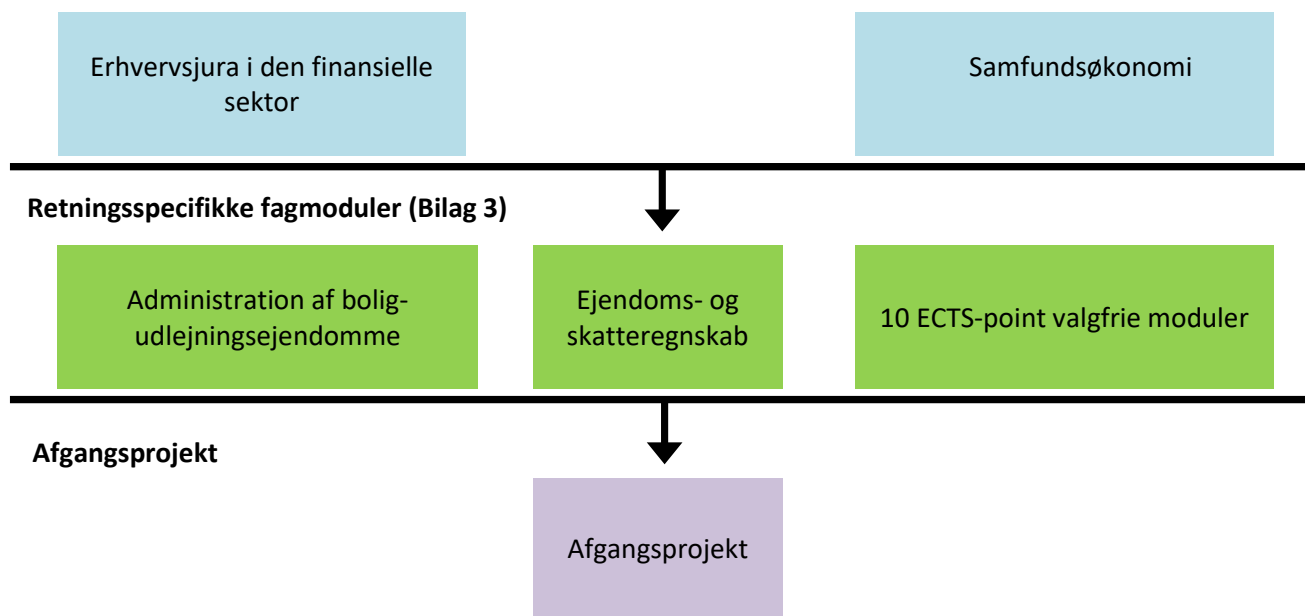 Erhvervsjura i den finansielle
sektor
Samfundsøkonomi
Retningsspecifikke fagmoduler (Bilag 3)
Administration af bolig-
udlejningsejendomme
Ejendoms- og
skatteregnskab
10 ECTS-point valgfrie moduler
Afgangsprojekt
Afgangsprojekt